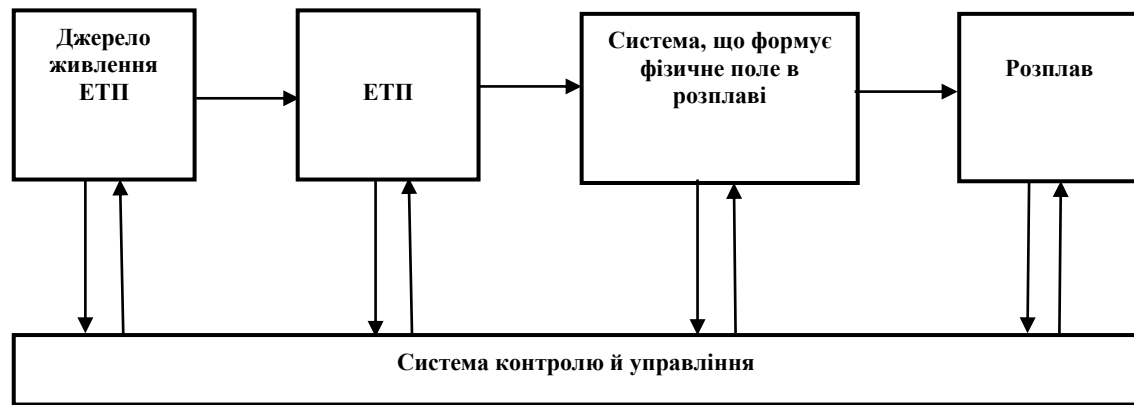 Джерело
живлення
ЕТП
ЕТП
Система, що формує
фізичне поле в
розплаві
Розплав
Система контролю й управління